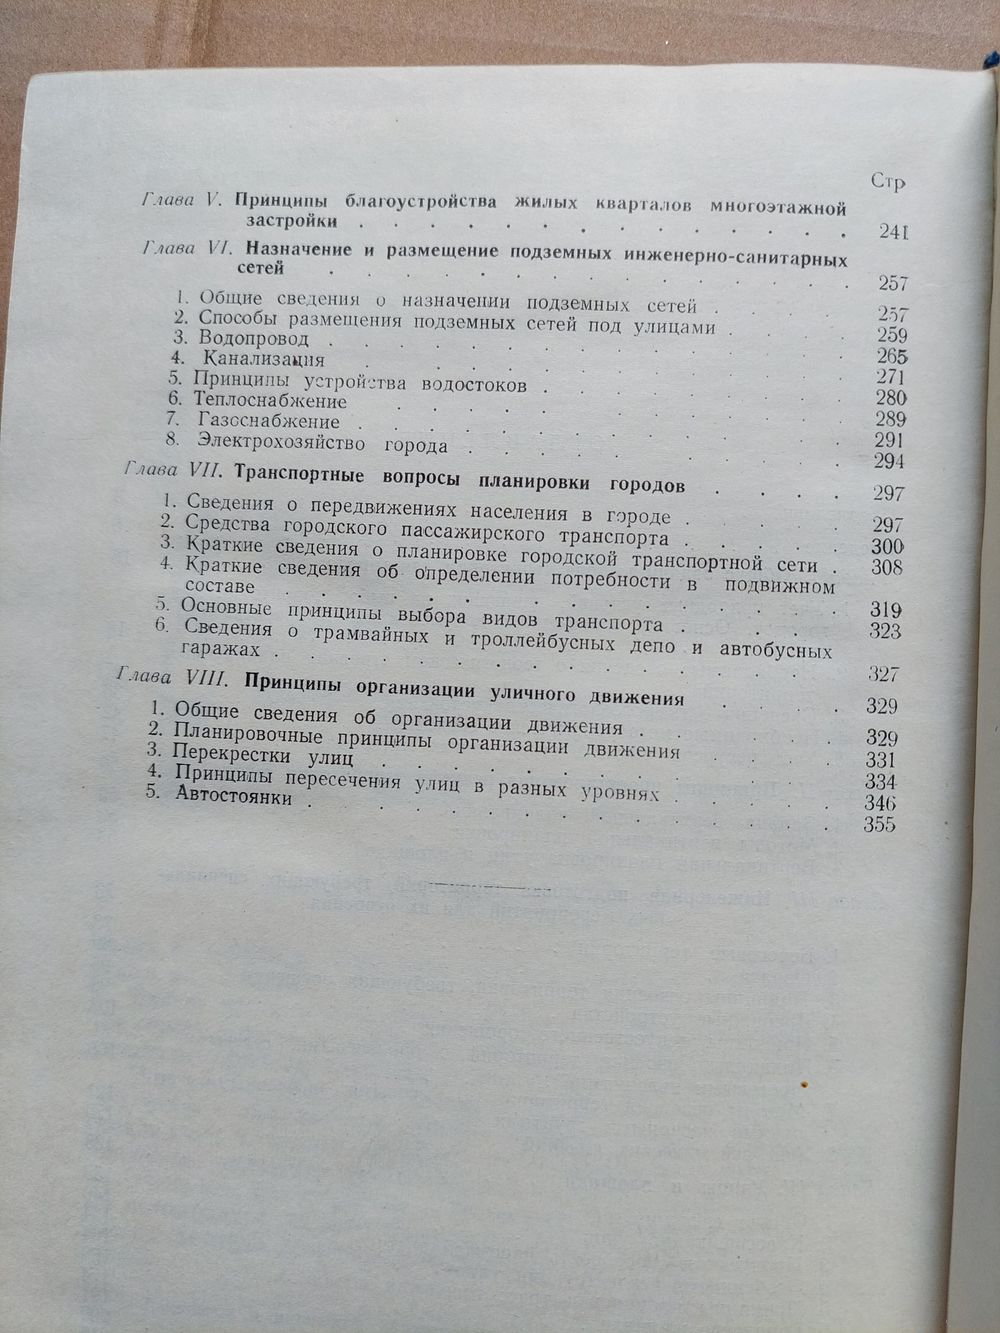 Стр
Глава V. Принципы благоустройства жилых кварталов многоэтажной
застройки . . . . . . . . . . . . . . 241
Глава VI. Назначение и размещение подземных инженерно-санитарных
сетей . . . . . . . . . . . . . . 257
1. Общие сведения о назначении подземных сетей . . . . 257
2. Способы размещения подземных сетей под улицами . . . . 259
3. Водопровод . . . . . . . . . . . . . 265
4. Канализация . . . . . . . . . . . . . 271
5. Принципы устройства водостоков . . . . . . . . 280
6. Теплоснабжение . . . . . . . . . . . . 289
7. Газоснабжение . . . . . . . . . . . . 291
8. Электрохозяйство города . . . . . . . . . . 294
Глава VII. Транспортные вопросы планировки городов . . . . 297
1. Сведения о передвижениях населения в городе . . . . . 297
2. Средства городского пассажирского транспорта . . . . . 300
3. Краткие сведения о планировке городской транспортной сети . 308
4. Краткие сведения об определении потребности в подвижном
составе . . . . . . . . . . . . . . 319
5. Основные принципы выбора видов транспорта . . . . . 323
6. Сведения о трамвайных и троллейбусных депо и автобусных
гаражах . . . . . . . . . . . . . . 327
Глава VIII. Принципы организации уличного движения . . . . 329
1. Общие сведения об организации движения . . . . . . 329
2. Планировочные принципы организации движения . . . . 331
3. Перекрестки улиц . . . . . . . . . . . . 334
4. Принципы пересечения улиц в разных уровнях . . . . . 346
5. Автостоянки . . . . . . . . . . . . . 355